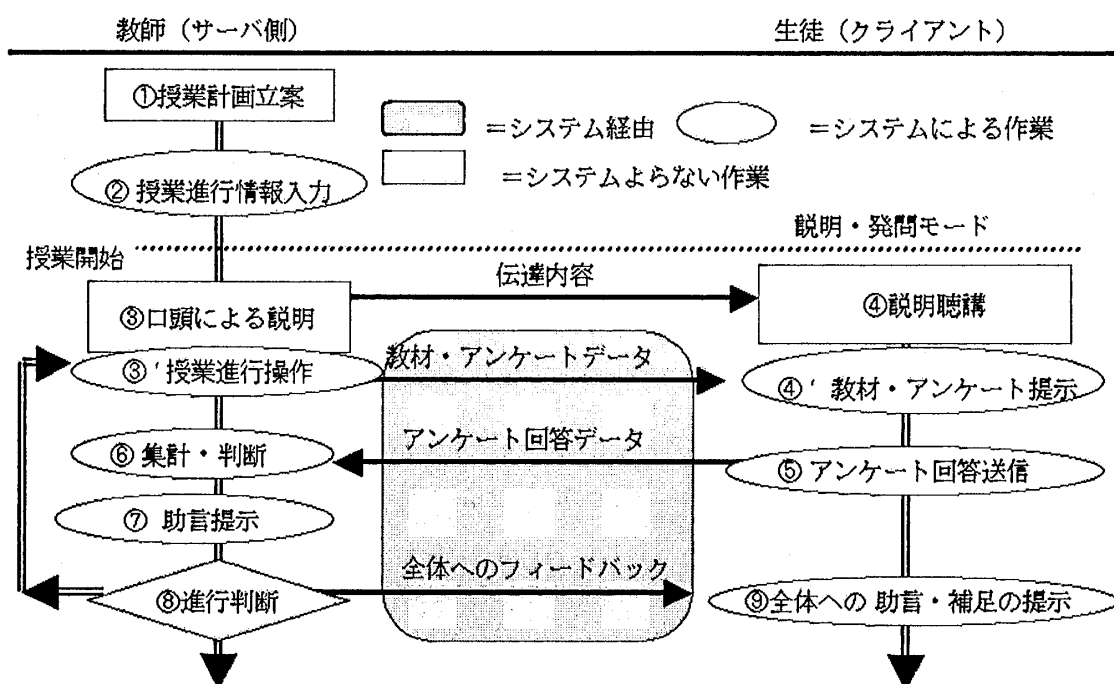 教師（サーバ側）
生徒（クライアント）
①授業計画立案
＝システム経由
＝システムによる作業
②授業進行情報入力
＝システムよらない作業
説明・発問モード
授業開始
伝達内容
③口頭による説明
④説明聴講
教材・アンケートデータ
③'授業進行操作
④' 教材・アンケート提示
アンケート回答データ
⑥集計・判断
⑤アンケート回答送信
⑦ 助言提示
全体へのフィードバック
⑧進行判断
⑨全体への 助言・補足の提示